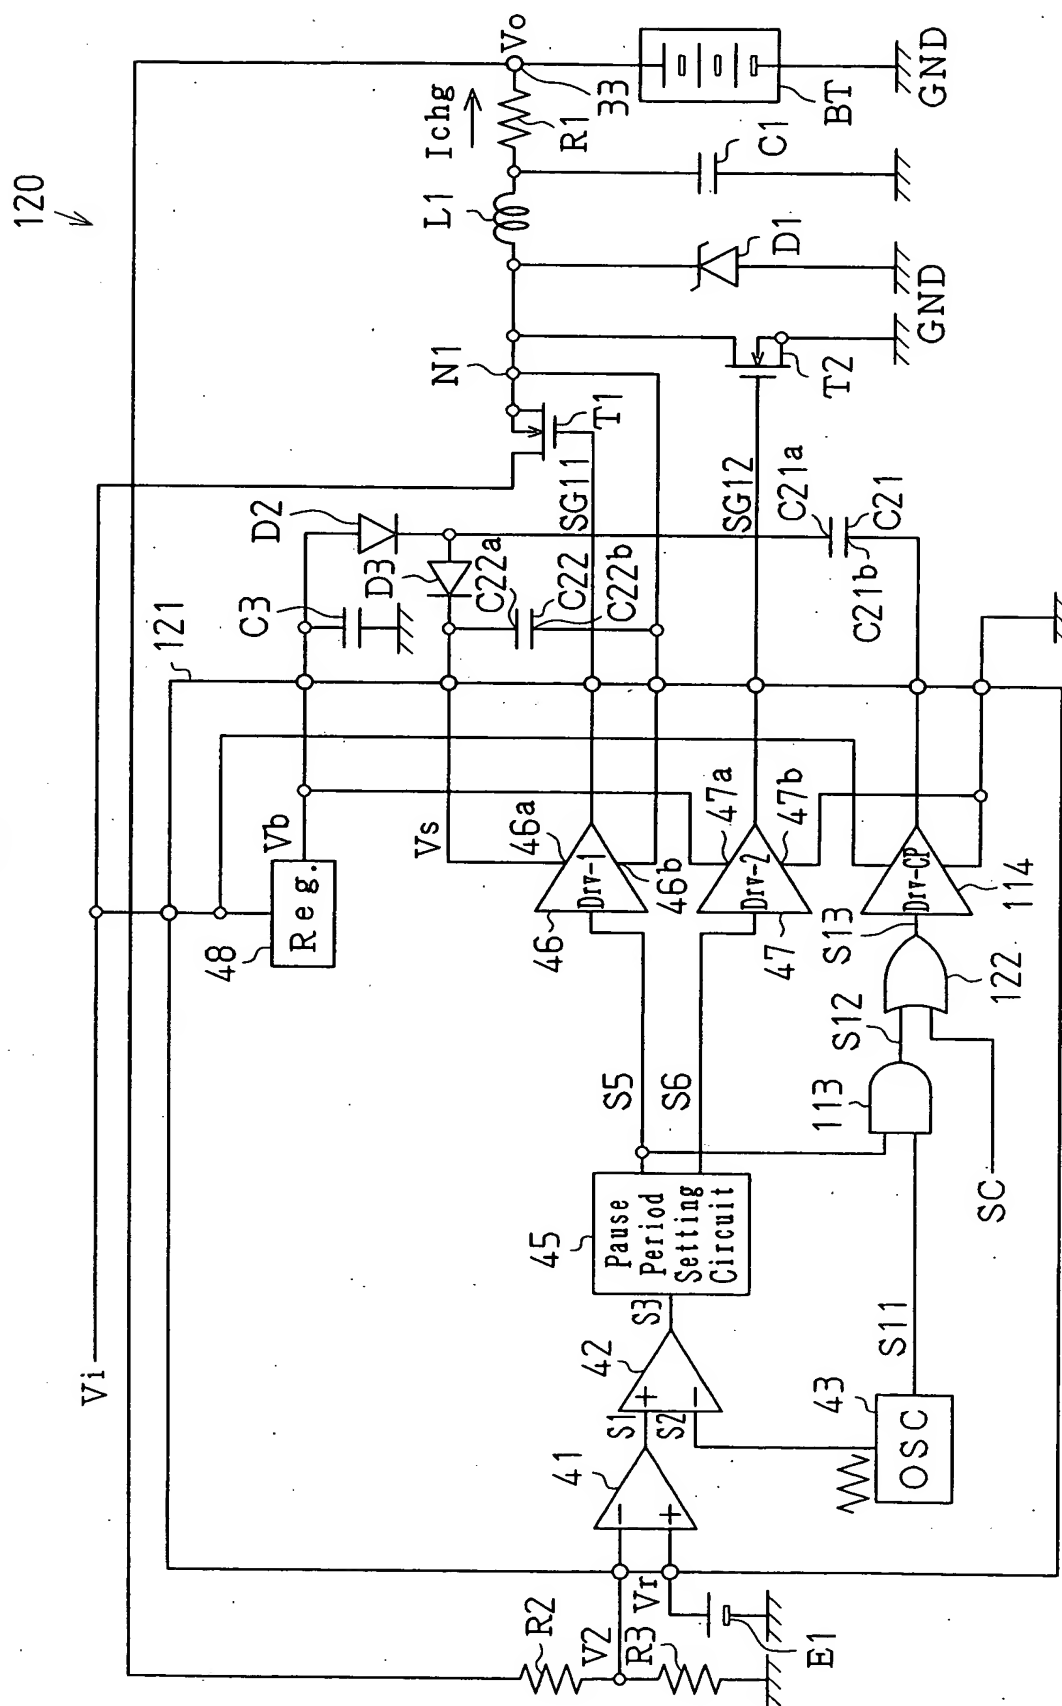 120
Vi
121
C3
D2
D3
C22a
C22
C22b
N1
L1
Ichg
R1
Vo
33
BT
GND
C1
D1
GND
T1
T2
SG11
SG12
C21a
C21
C21b
Vb
Vs
Reg.
48
46a
46b
Drv-1
46
47a
47b
Drv-2
47
Drv-CP
114
S13
122
S12
113
SC
S5
S6
Pause
Period
Setting
Circuit
45
S3
42
+
−
S1
S2
41
−
+
S11
43
OSC
R2
V2
R3
Vr
E1